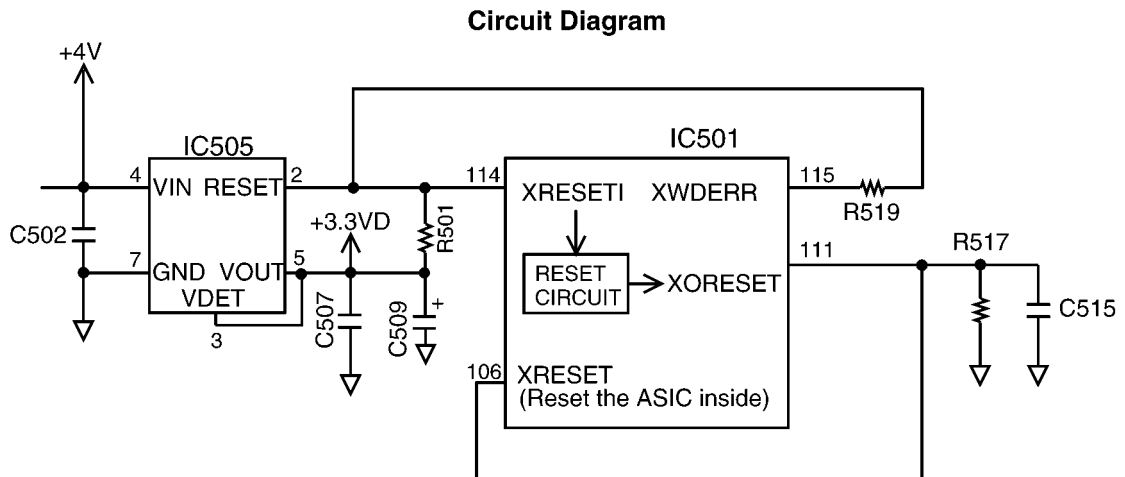 Circuit Diagram
+4V
IC505
IC501
4
VIN RESET
2
114
XRESETI
XWDERR
115
R519
C502
+3.3VD
R501
R517
7
GND VOUT
5
VDET
3
RESET
CIRCUIT
XORESET
111
C507
C509
+
C515
106
XRESET
(Reset the ASIC inside)